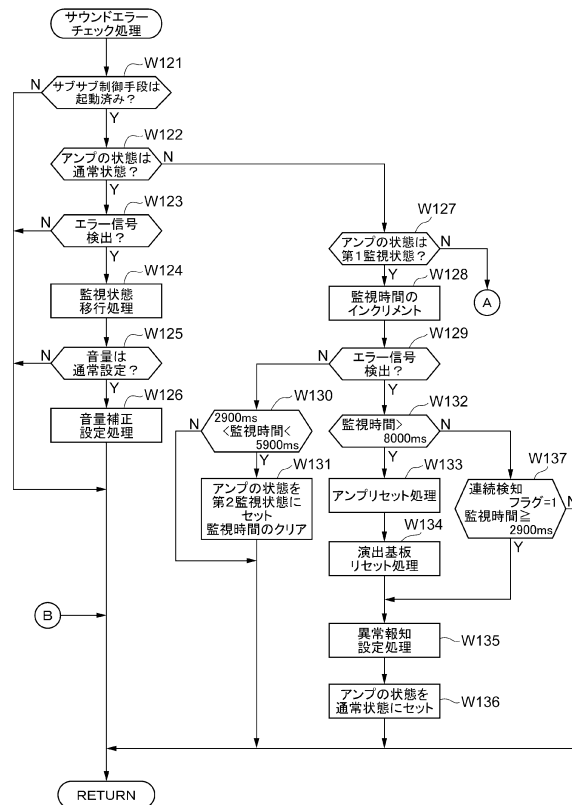 サウンドエラー
チェック処理
W121
N
サブサブ制御手段は
起動済み？
Y
W122
アンプの状態は
通常状態？
N
Y
W123
N
エラー信号
検出？
Y
W124
監視状態
移行処理
W125
N
音量は
通常設定？
Y
W126
音量補正
設定処理
W127
アンプの状態は
第1監視状態？
N
Y
A
W128
監視時間の
インクリメント
W129
N
エラー信号
検出？
Y
W130
N
2900ms
<監視時間<
5900ms
Y
W131
アンプの状態を
第2監視状態に
セット
監視時間のクリア
W132
監視時間>
8000ms
N
Y
W133
アンプリセット処理
W134
演出基板
リセット処理
W137
連続検知
フラグ=1
監視時間≧
2900ms
N
Y
B
異常報知
設定処理
W135
アンプの状態を
通常状態にセット
W136
RETURN